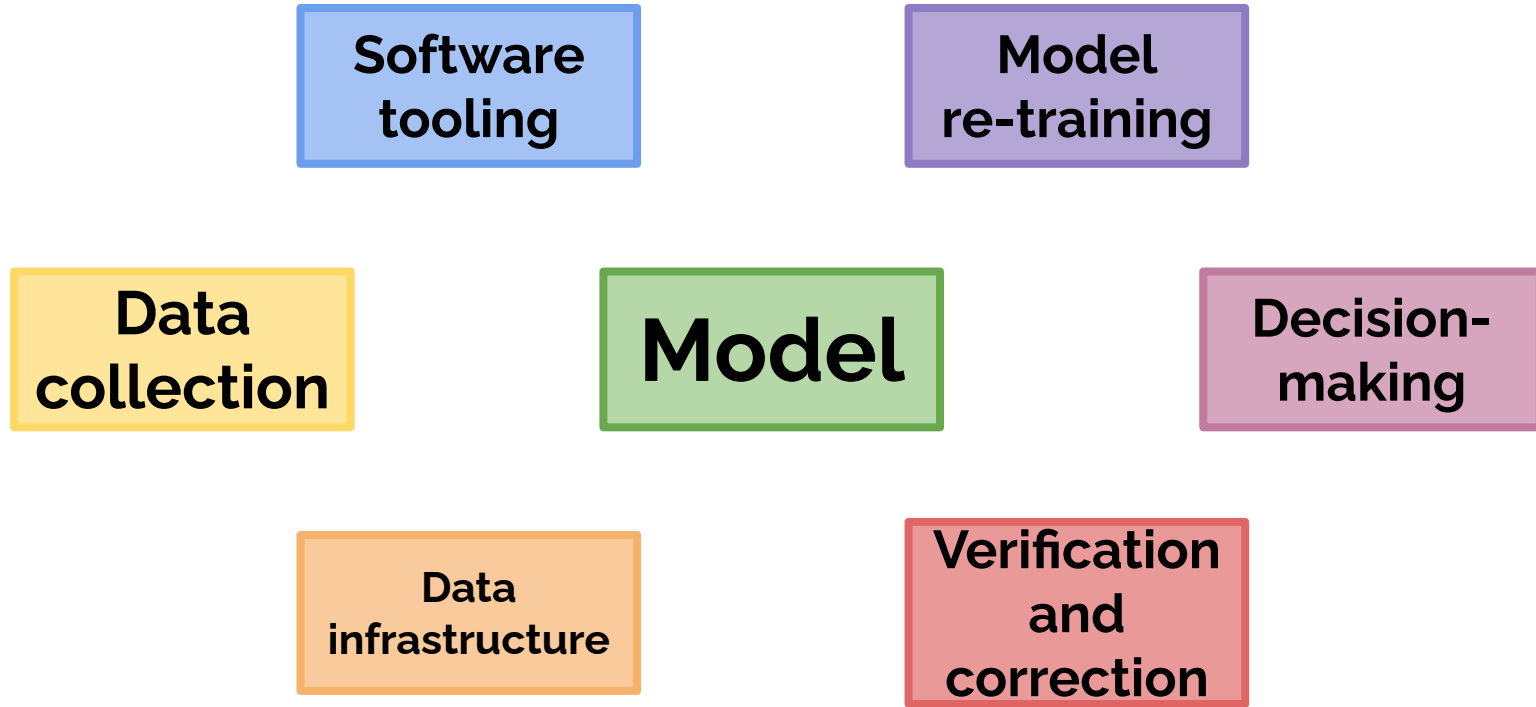 Software
tooling
Model
re-training
Data
collection
Model
Decision-
making
Data
infrastructure
Verification
and
correction